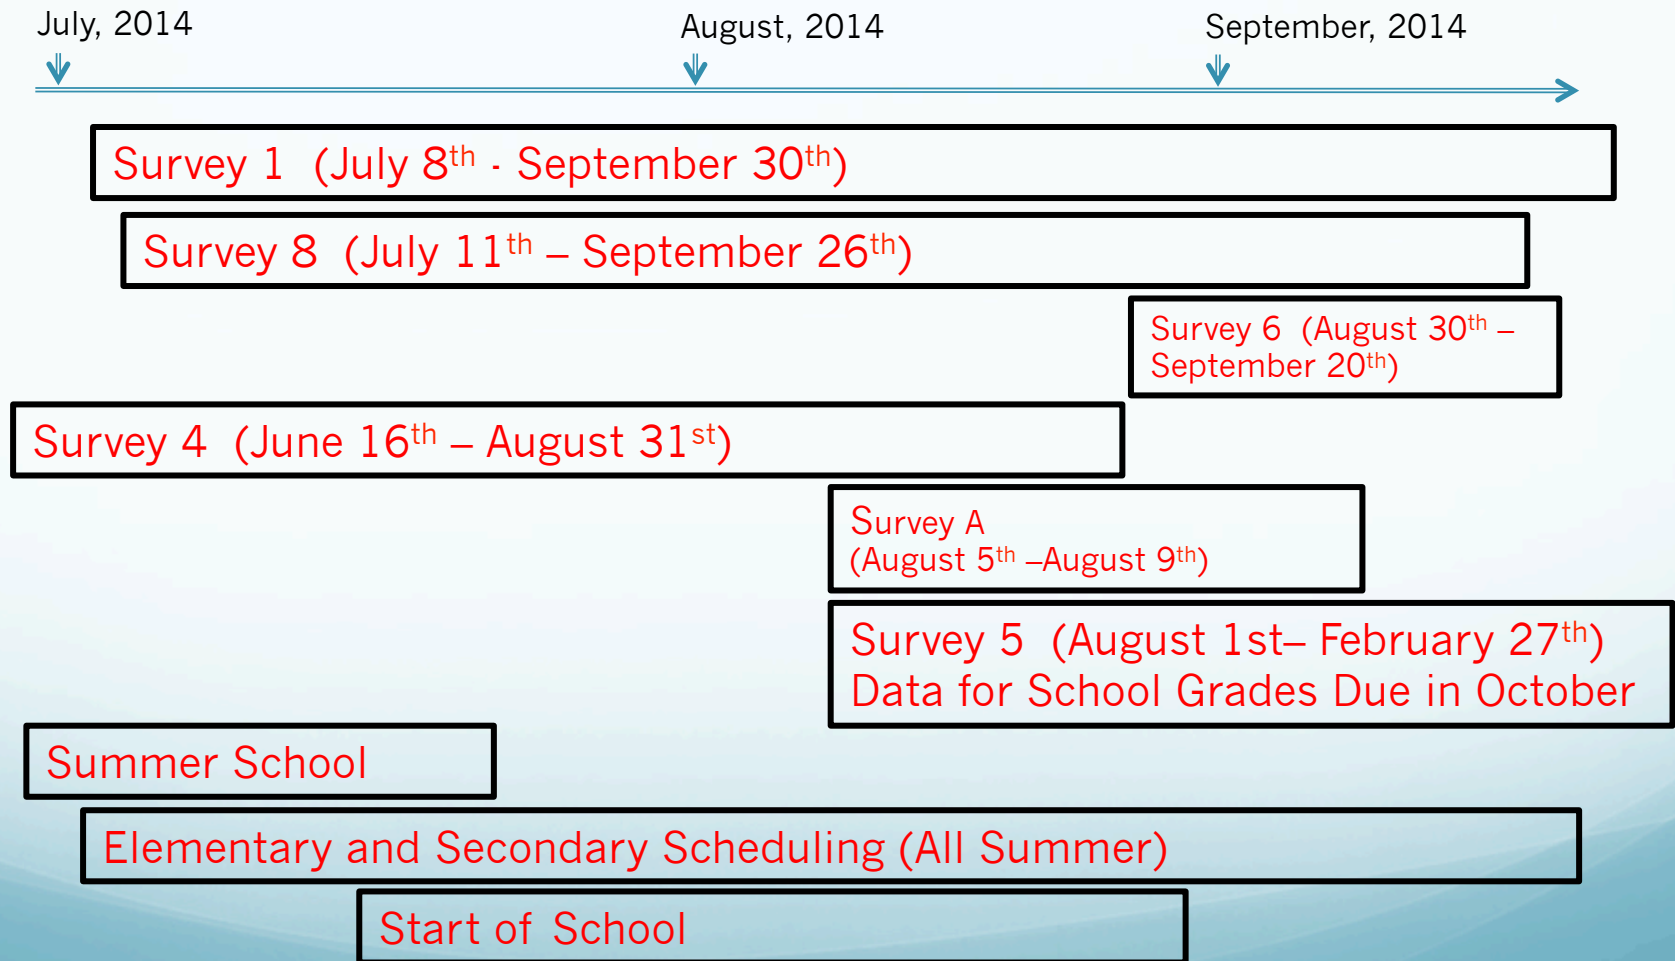 July, 2014
August, 2014
September, 2014
Survey 1 (July 8th - September 30th)
Survey 8 (July 11th – September 26th)
Survey 6 (August 30th –
September 20th)
Survey 4 (June 16th – August 31st)
Survey A
(August 5th –August 9th)
Survey 5 (August 1st– February 27th)
Data for School Grades Due in October
Summer School
Elementary and Secondary Scheduling (All Summer)
Start of School